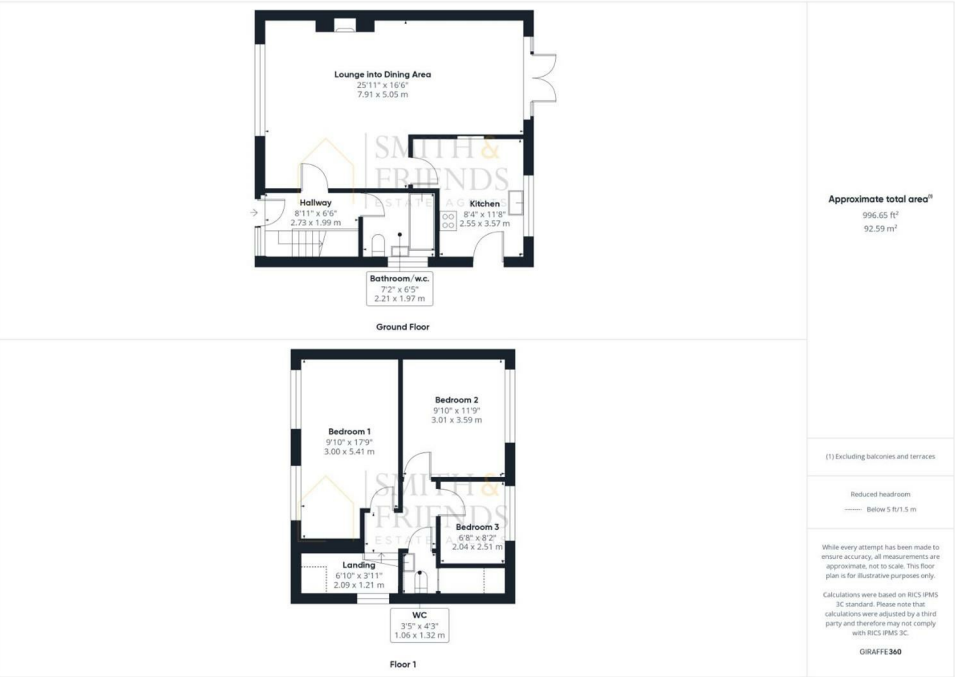 Lounge into Dining Area
25'11" x 16'6"
7.91 x 5.05 m
SMITH &
FRIENDS
ESTATE AGENTS
Hallway
8'11" x 6'6"
2.73 x 1.99 m
Kitchen
8'4" x 11'8"
2.55 x 3.57 m
Bathroom/w.c.
7'2" x 6'5"
2.21 x 1.97 m
Ground Floor
Bedroom 1
9'10" x 17'9"
3.00 x 5.41 m
Bedroom 2
9'10" x 11'9"
3.01 x 3.59 m
SMITH &
FRIENDS
ESTATE AGENTS
Bedroom 3
6'8" x 8'2"
2.04 x 2.51 m
Landing
6'10" x 3'11"
2.09 x 1.21 m
WC
3'5" x 4'3"
1.06 x 1.32 m
Floor 1
Approximate total area(1)
996.65 ft²
92.59 m²
(1) Excluding balconies and terraces
Reduced headroom
Below 5 ft/1.5 m
While every attempt has been made to
ensure accuracy, all measurements are
approximate, not to scale. This floor
plan is for illustrative purposes only.
Calculations were based on RICS IPMS
3C standard. Please note that
calculations were adjusted by a third
party and therefore may not comply
with RICS IPMS 3C.
GIRAFFE360